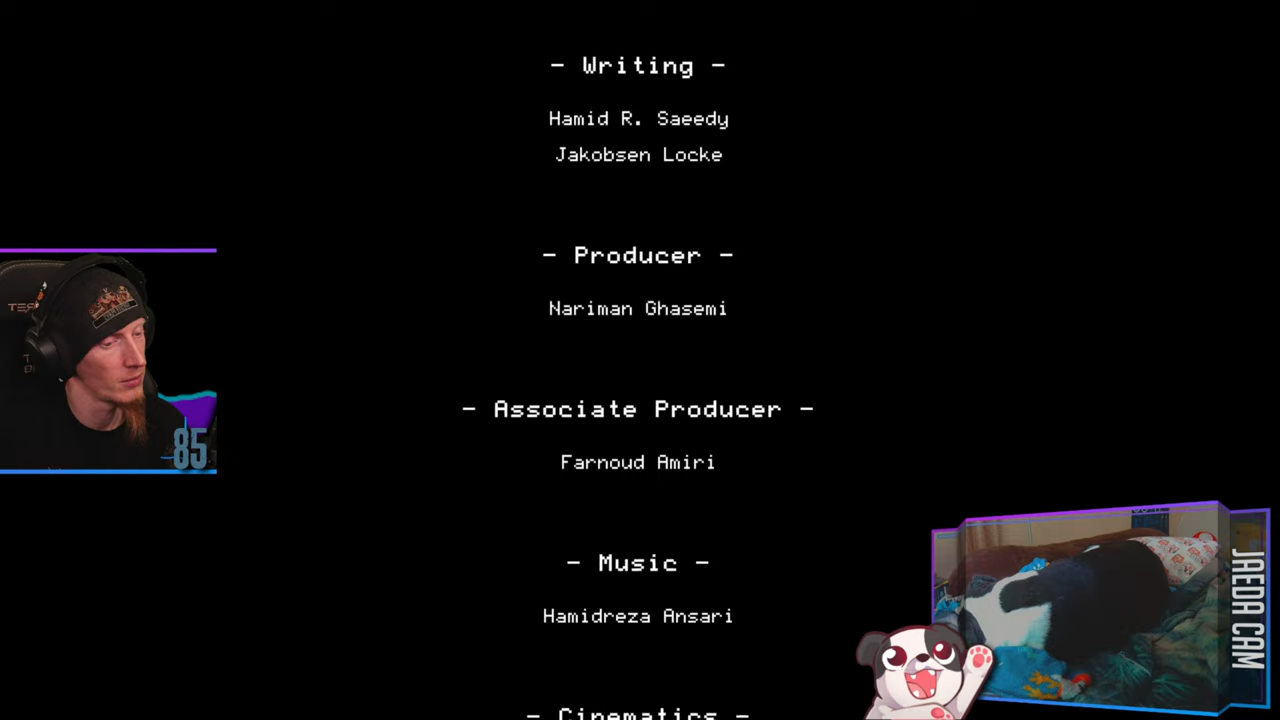 - Writing -
Hamid R. Saeedy
Jakobsen Locke
- Producer -
Nariman Ghasemi
- Associate Producer -
Farnoud Amiri
- Music -
Hamidreza Ansari
- Cinematics -
85
JAEDA CAM